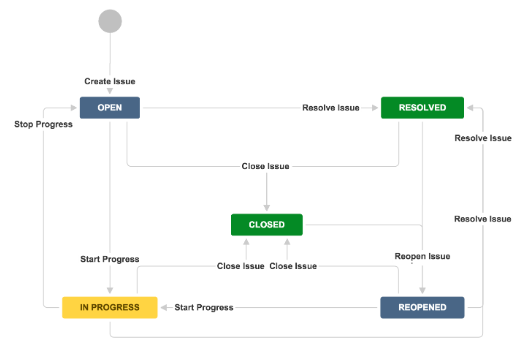 Create Issue
OPEN
Resolve Issue
RESOLVED
Stop Progress
Resolve Issue
Close Issue
CLOSED
Resolve Issue
Start Progress
Close Issue
Close Issue
Reopen Issue
IN PROGRESS
Start Progress
REOPENED